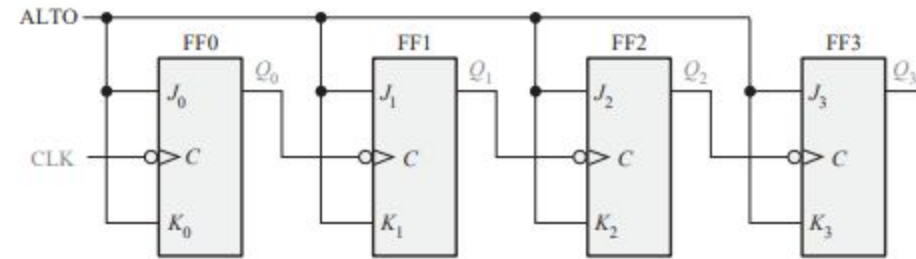 ALTO
FF0 FF1 FF2 FF3
Q0 Q1 Q2 Q3
J0 J1 J2 J3
CLK C C C C
K0 K1 K2 K3